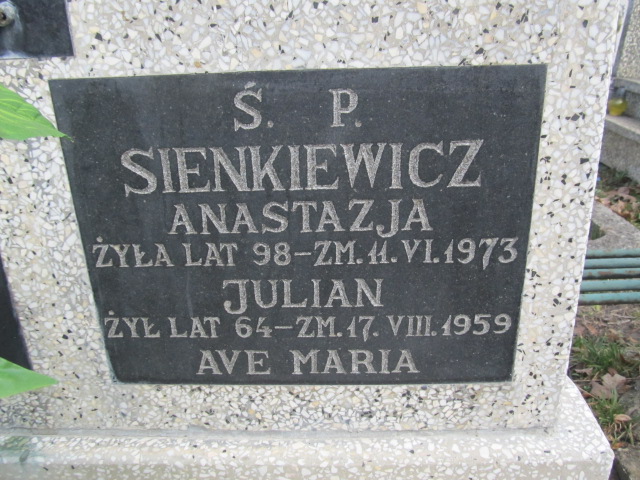 Ś. P.
SIENKIEWICZ
ANASTAZJA
ŻYŁA LAT 98-ZM.11.VI.1973
JULIAN
ŻYŁ LAT 64-ZM.17.VIII.1959
AVE MARIA